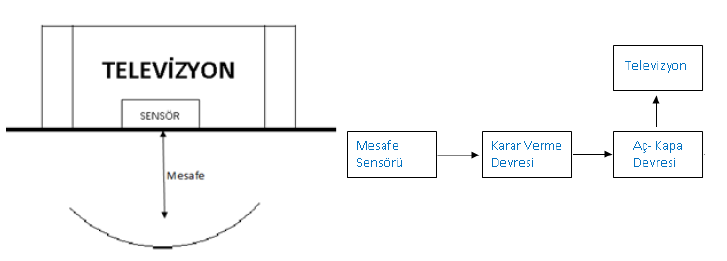 TELEVİZYON
SENSÖR
Mesafe
Mesafe
Sensörü
Karar Verme
Devresi
Aç- Kapa
Devresi
Televizyon